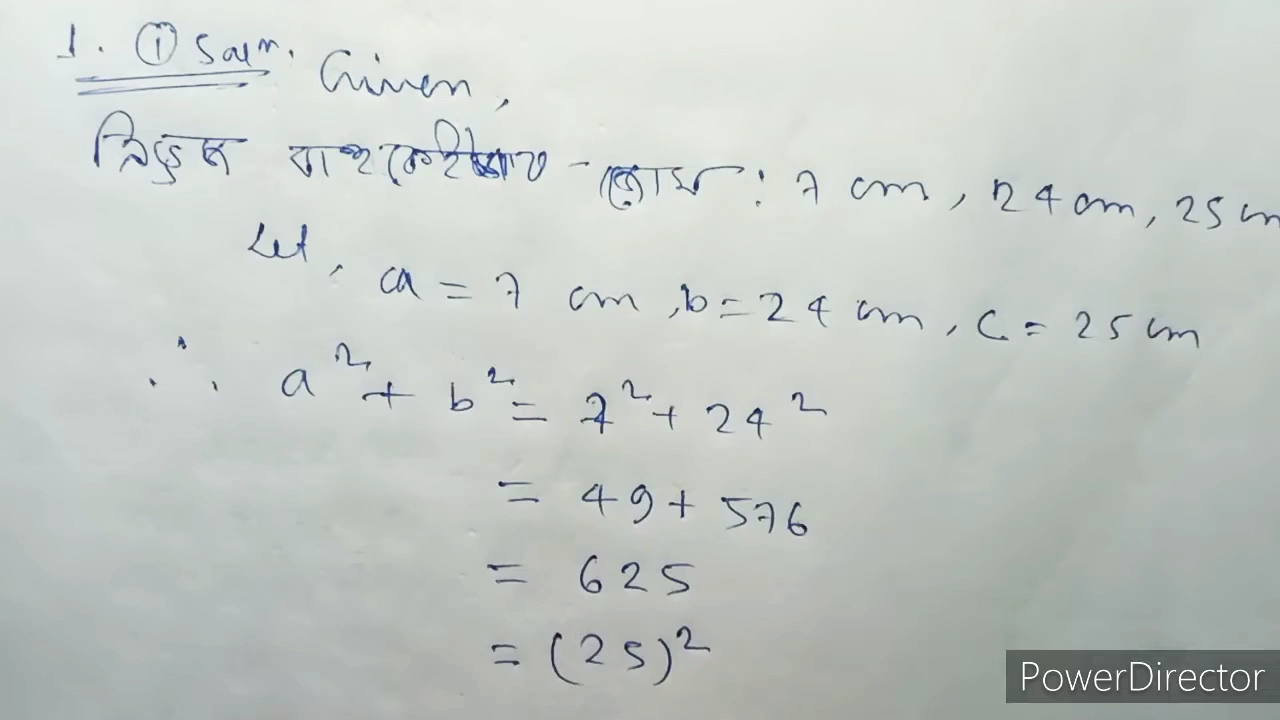 1. (i) Solⁿ. Given,
ত্ৰিভুজ : 7 cm, 24 cm, 25 cm
Let, a = 7 cm, b = 24 cm, c = 25 cm
∴ a² + b² = 7² + 24²
= 49 + 576
= 625
= (25)²
PowerDirector